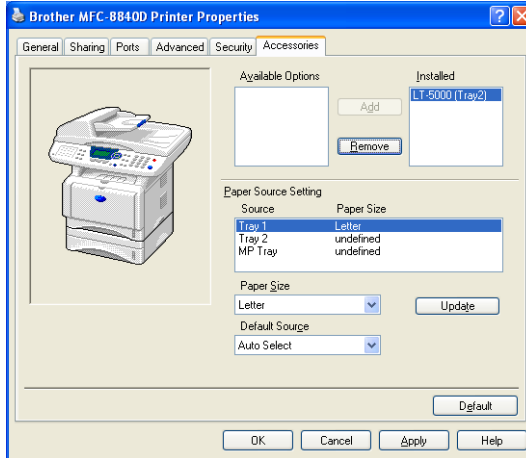 Brother MFC-8840D Printer Properties
General Sharing Ports Advanced Security Accessories
Available Options Installed
LT-5000 (Tray2)
Add
Remove
Paper Source Setting
Source Paper Size
Tray 1 Letter
Tray 2 undefined
MP Tray undefined
Paper Size
Letter Update
Default Source
Auto Select
Default
OK Cancel Apply Help